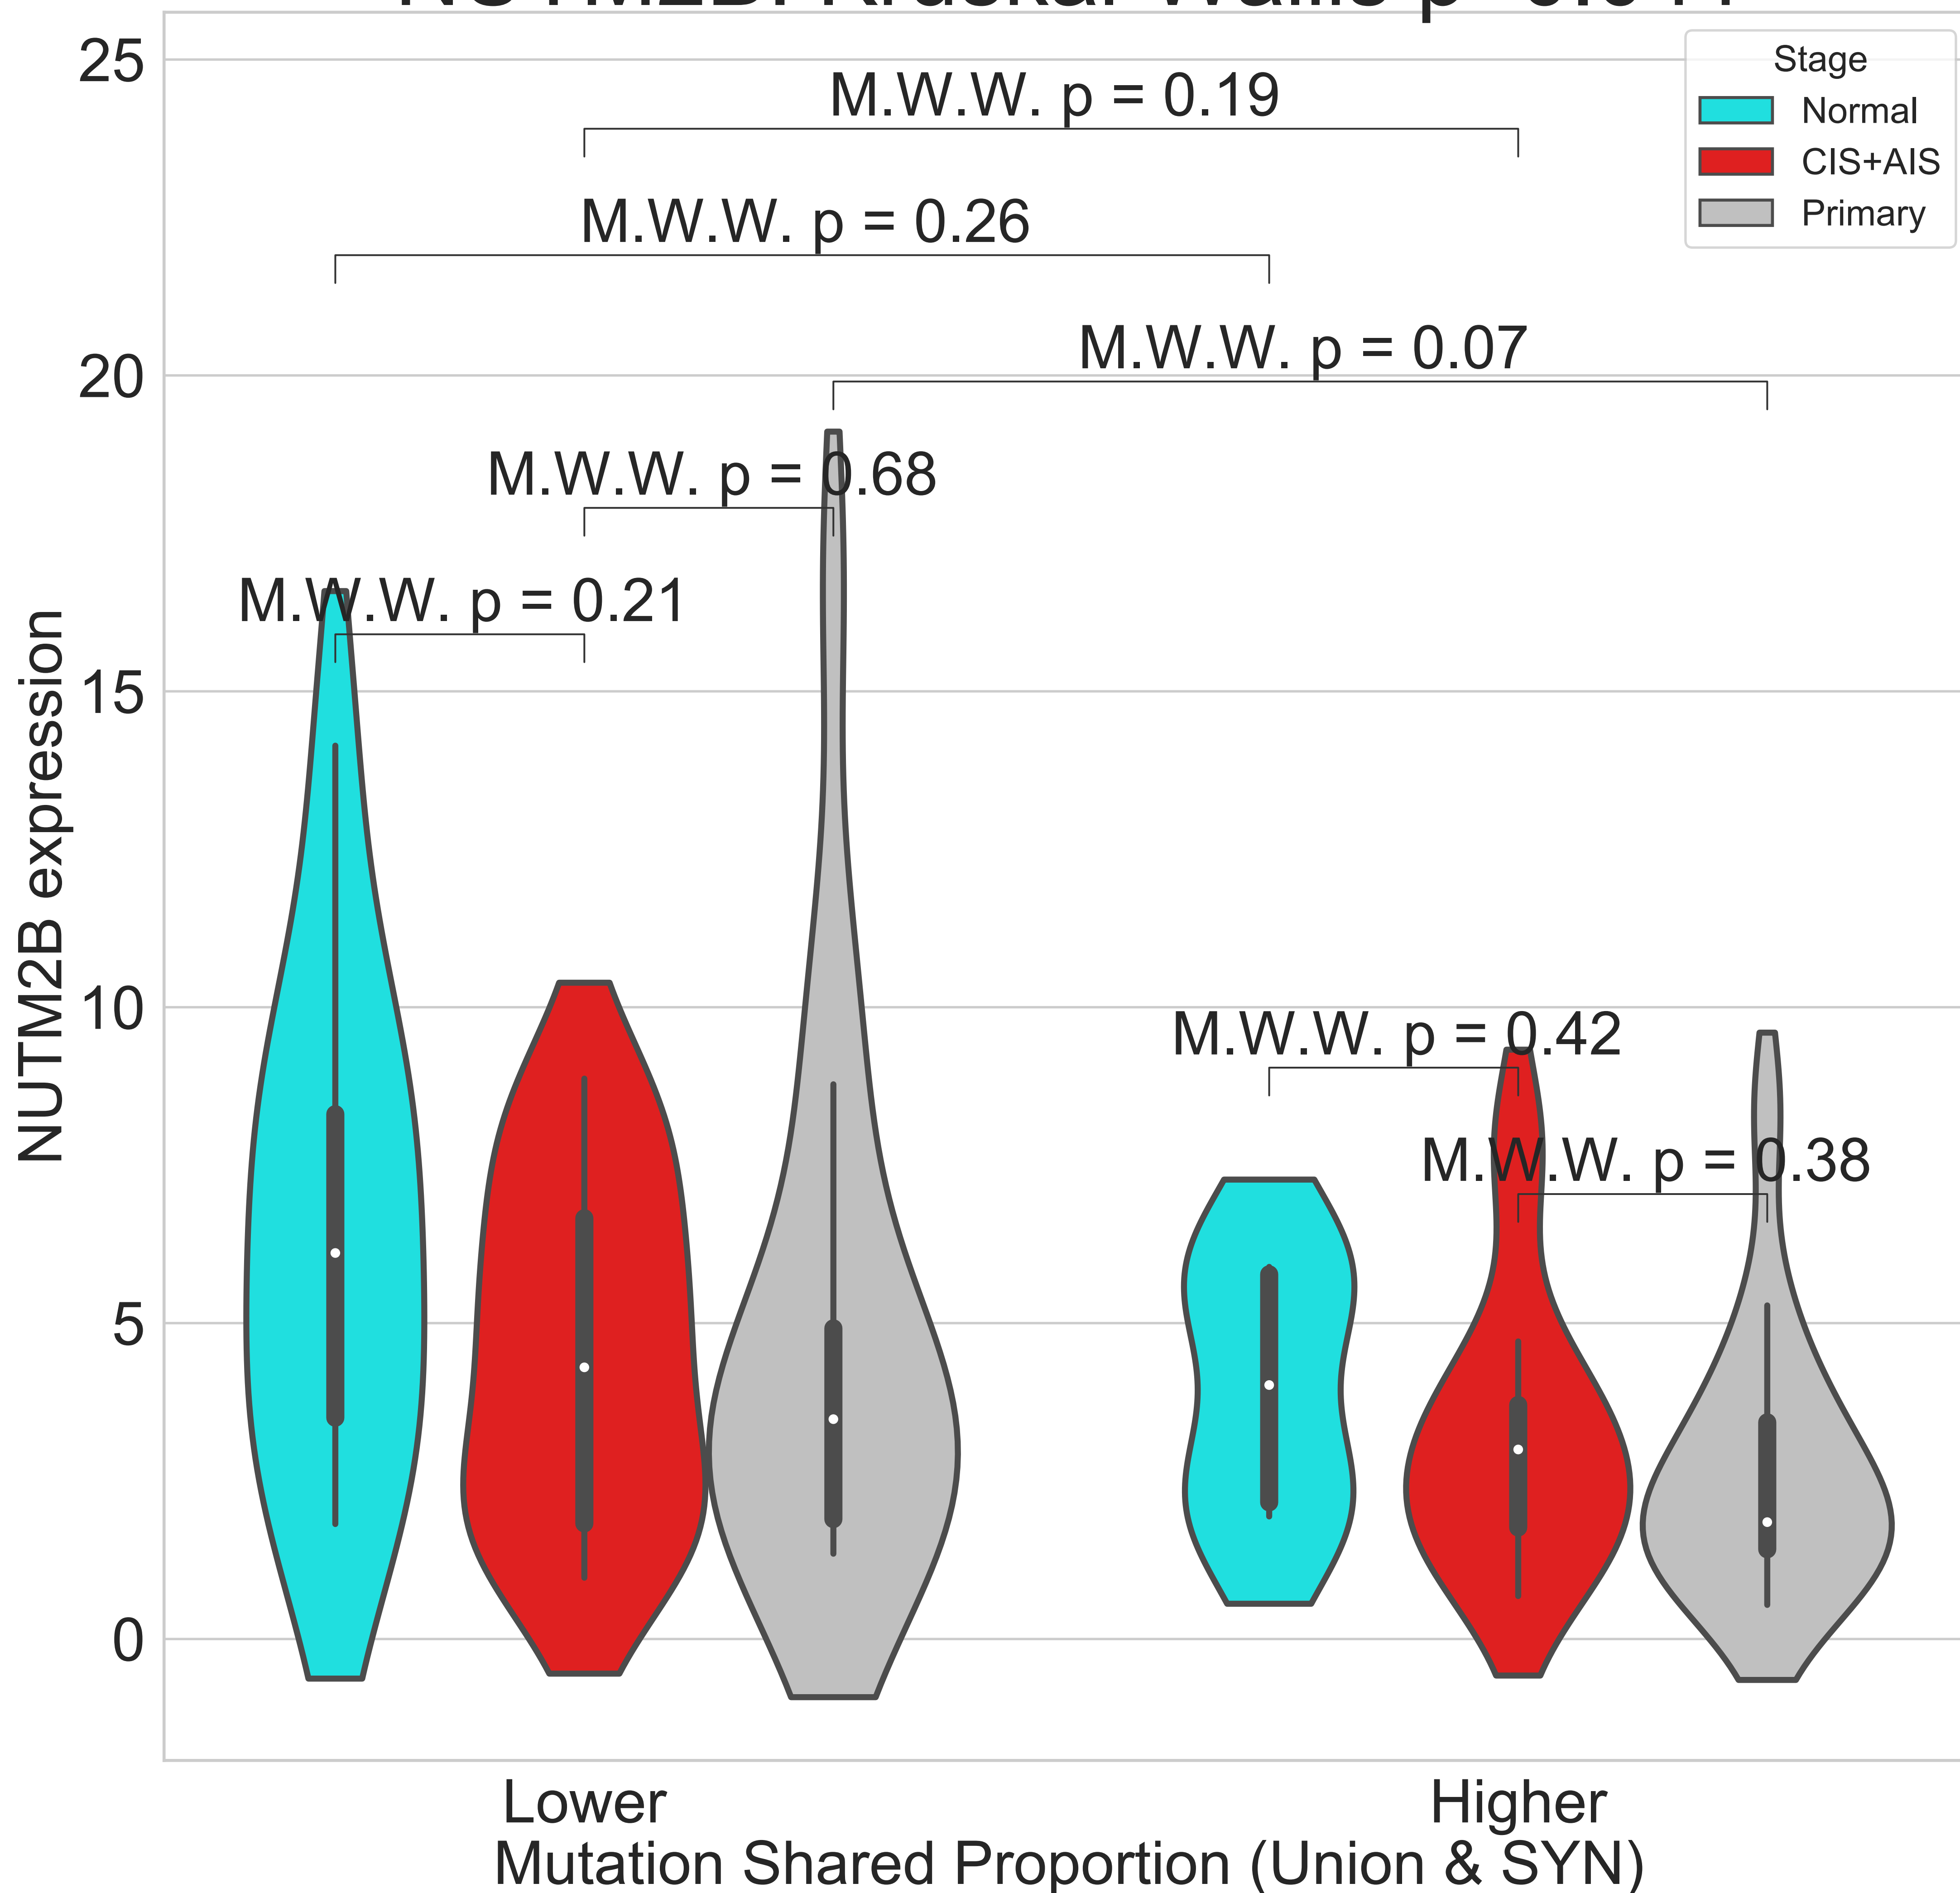 25
M.W.W. p = 0.19
Stage
Normal
CIS+AIS
Primary
M.W.W. p = 0.26
M.W.W. p = 0.07
20
M.W.W. p = 0.68
M.W.W. p = 0.21
15
NUTM2B expression
10
M.W.W. p = 0.42
M.W.W. p = 0.38
5
0
Lower
Higher
Mutation Shared Proportion (Union & SYN)